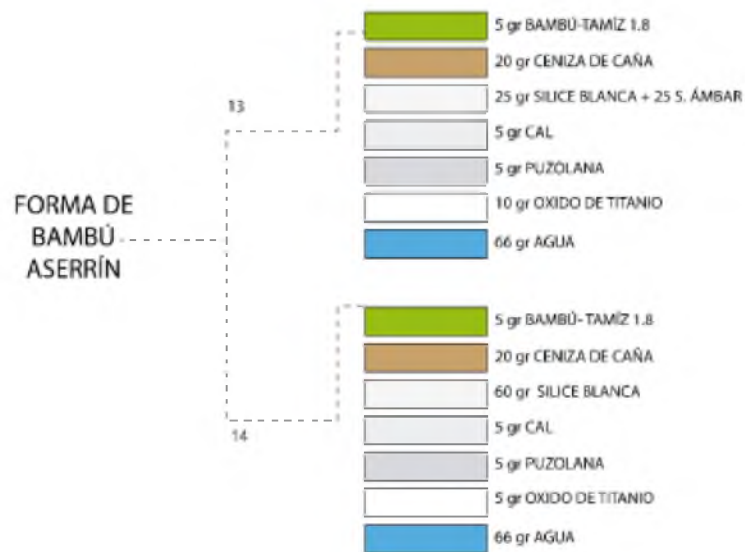 FORMA DE
BAMBÚ
ASERRÍN
13
5 gr BAMBÚ-TAMÍZ 1.8
20 gr CENIZA DE CAÑA
25 gr SILICE BLANCA + 25 S. ÁMBAR
5 gr CAL
5 gr PUZOLANA
10 gr OXIDO DE TITANIO
66 gr AGUA
14
5 gr BAMBÚ- TAMÍZ 1.8
20 gr CENIZA DE CAÑA
60 gr SILICE BLANCA
5 gr CAL
5 gr PUZOLANA
5 gr OXIDO DE TITANIO
66 gr AGUA